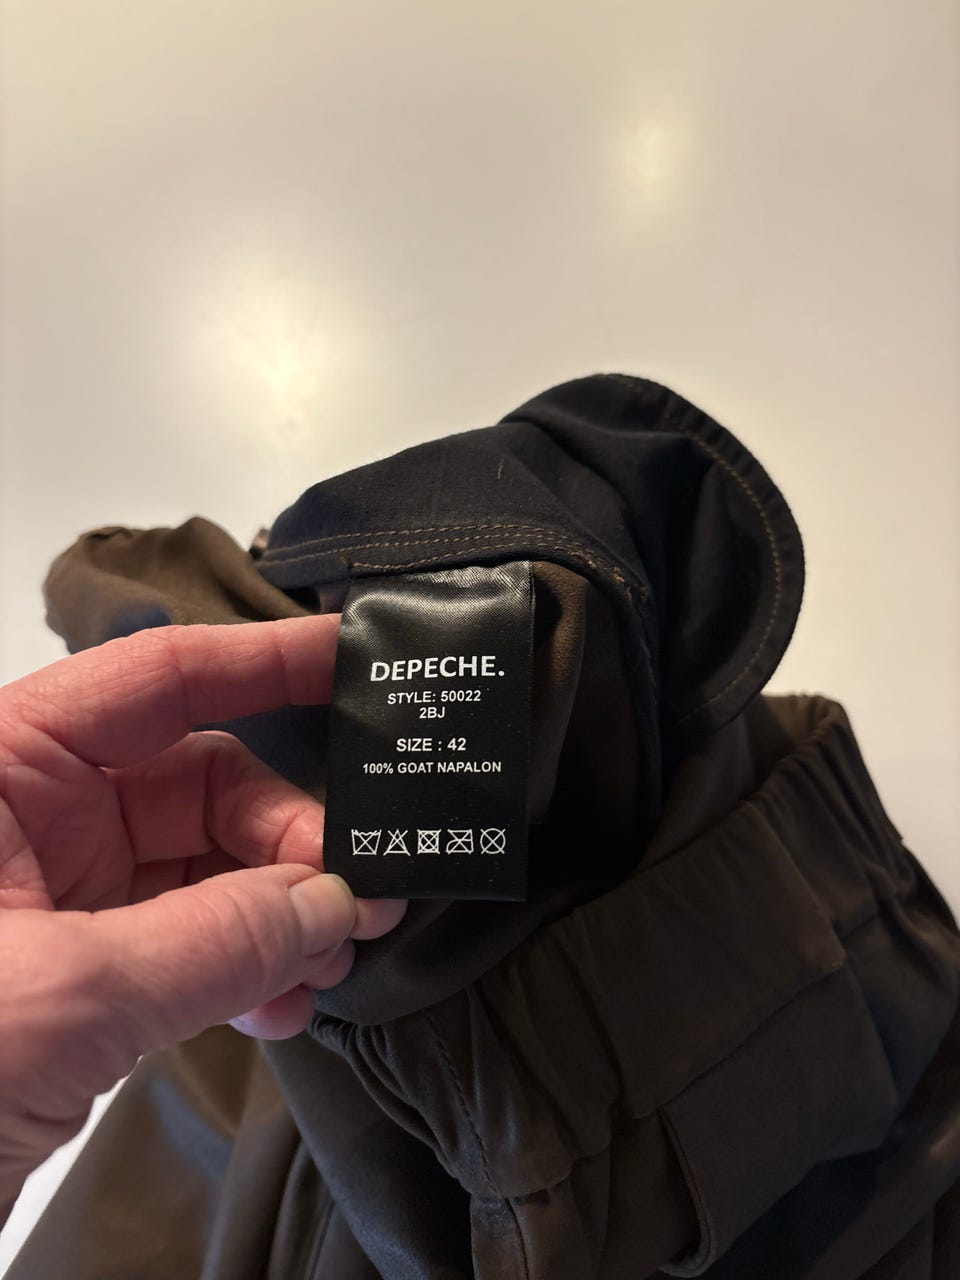 DEPECHE.
STYLE: 50022
2BJ
SIZE : 42
100% GOAT NAPALON